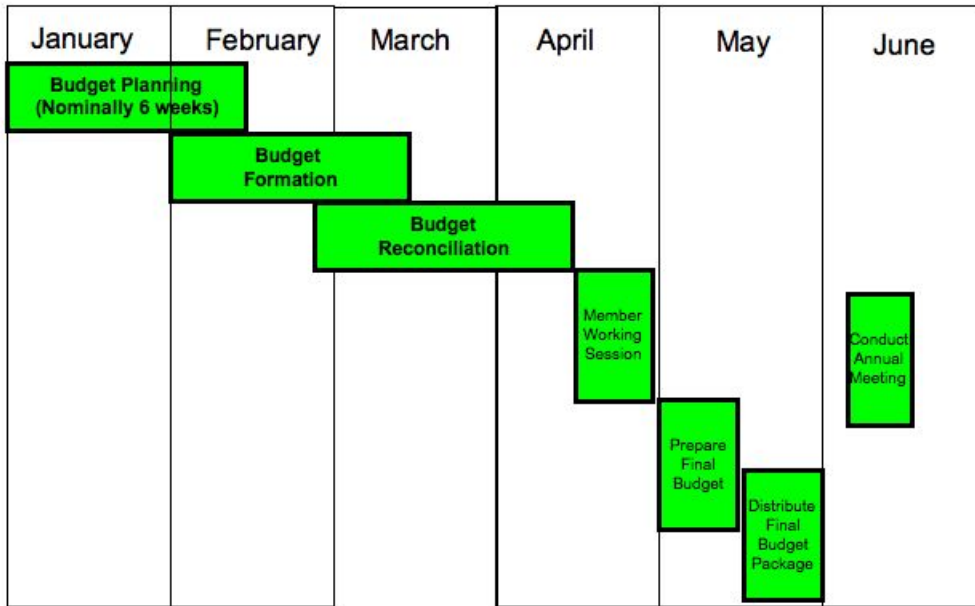 January
February
March
April
May
June
Budget Planning
(Nominally 6 weeks)
Budget
Formation
Budget
Reconciliation
Member
Working
Session
Conduct
Annual
Meeting
Prepare
Final
Budget
Distribute
Final
Budget
Package